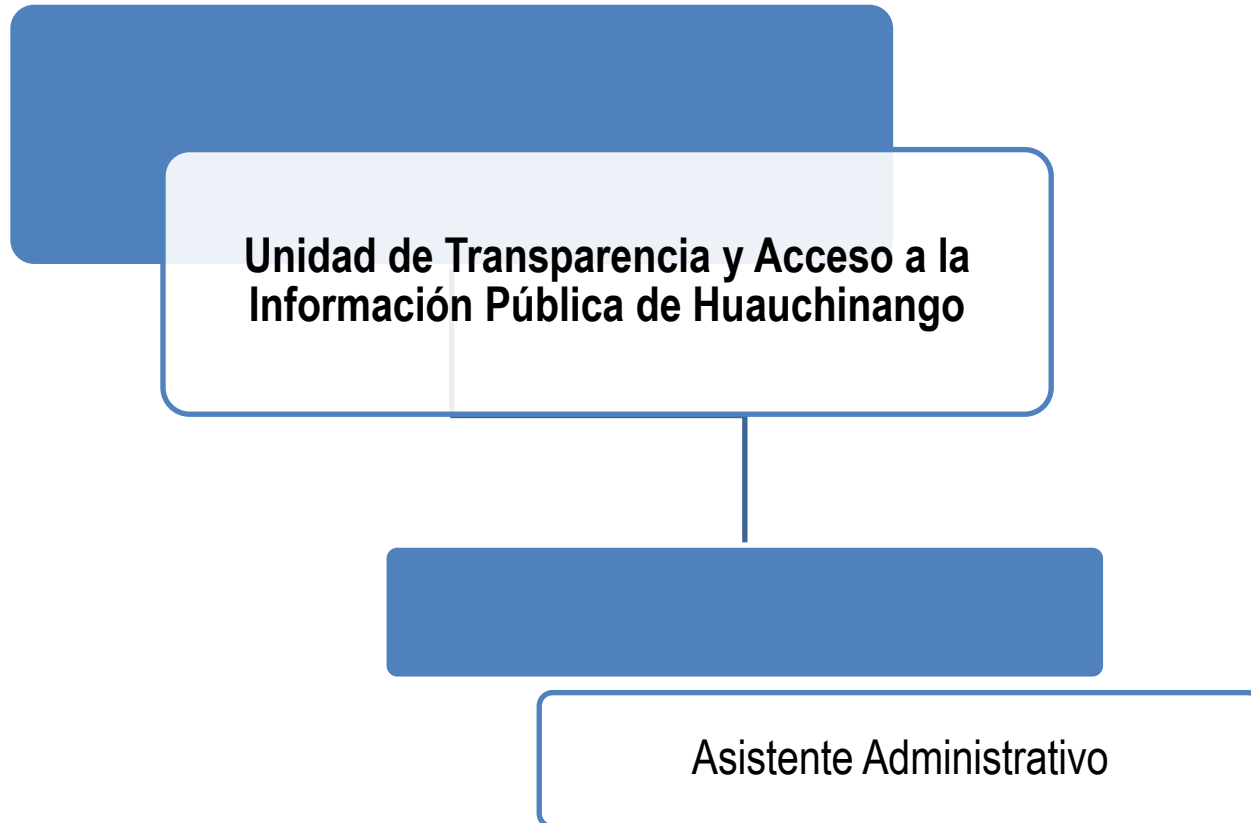 Unidad de Transparencia y Acceso a la
Información Pública de Huauchinango
Asistente Administrativo